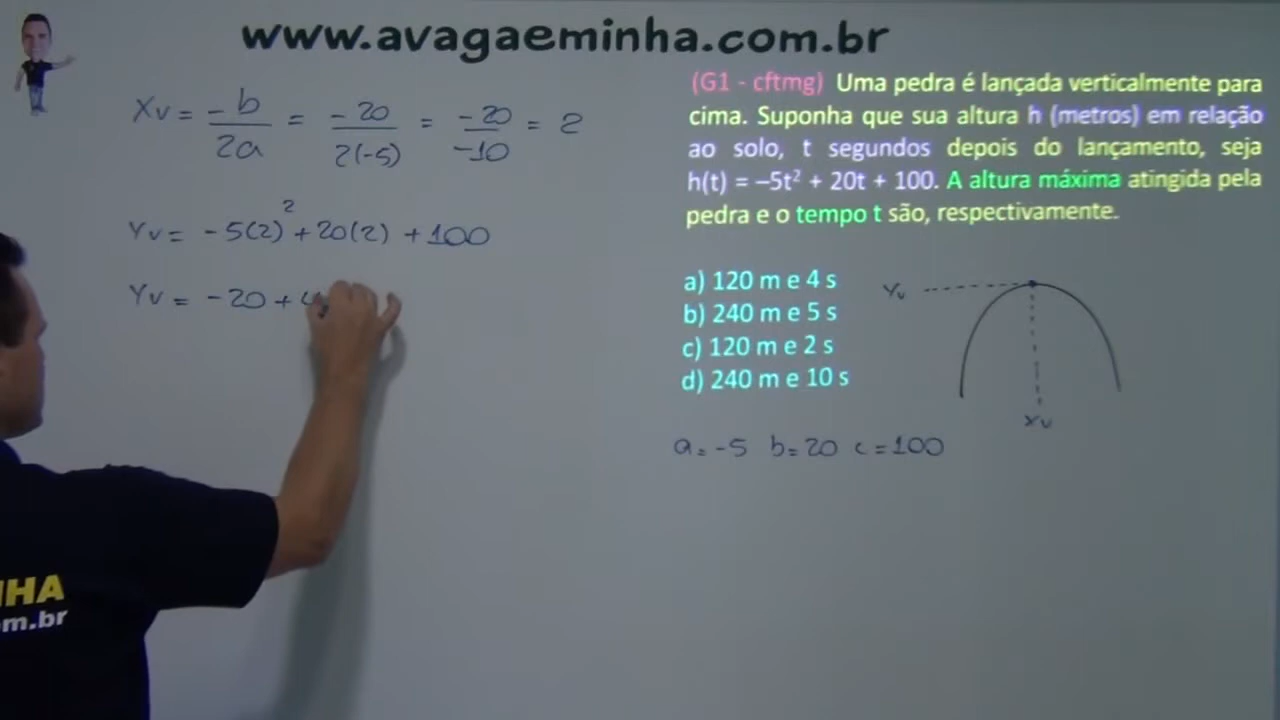 www.avagaeminha.com.br
Xv = -b/2a = -20/2(-5) = -20/-10 = 2
Yv = -5(2)² + 20(2) + 100
Yv = -20 + 4
(G1 - cftmg) Uma pedra é lançada verticalmente para
cima. Suponha que sua altura h (metros) em relação
ao solo, t segundos depois do lançamento, seja
h(t) = –5t² + 20t + 100. A altura máxima atingida pela
pedra e o tempo t são, respectivamente.
a) 120 m e 4 s
b) 240 m e 5 s
c) 120 m e 2 s
d) 240 m e 10 s
Yv
Xv
a = -5 b = 20 c = 100
NHA
m.br